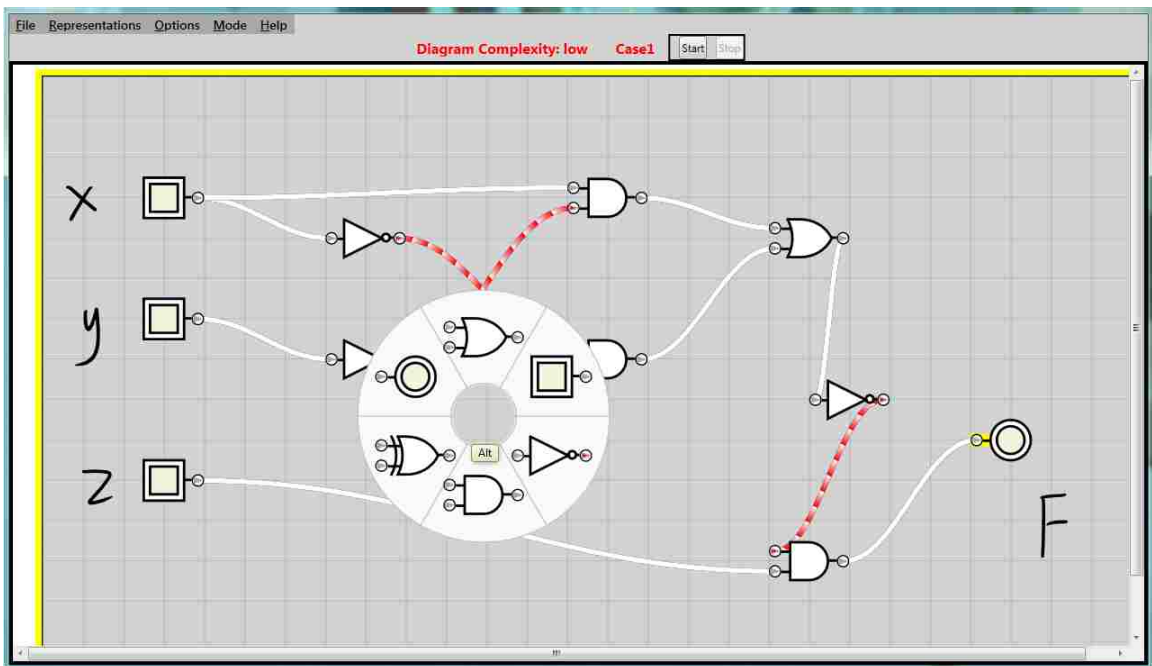 File Representations Options Mode Help
Diagram Complexity: low Case1 Start Stop
x
y
Alt
z
F